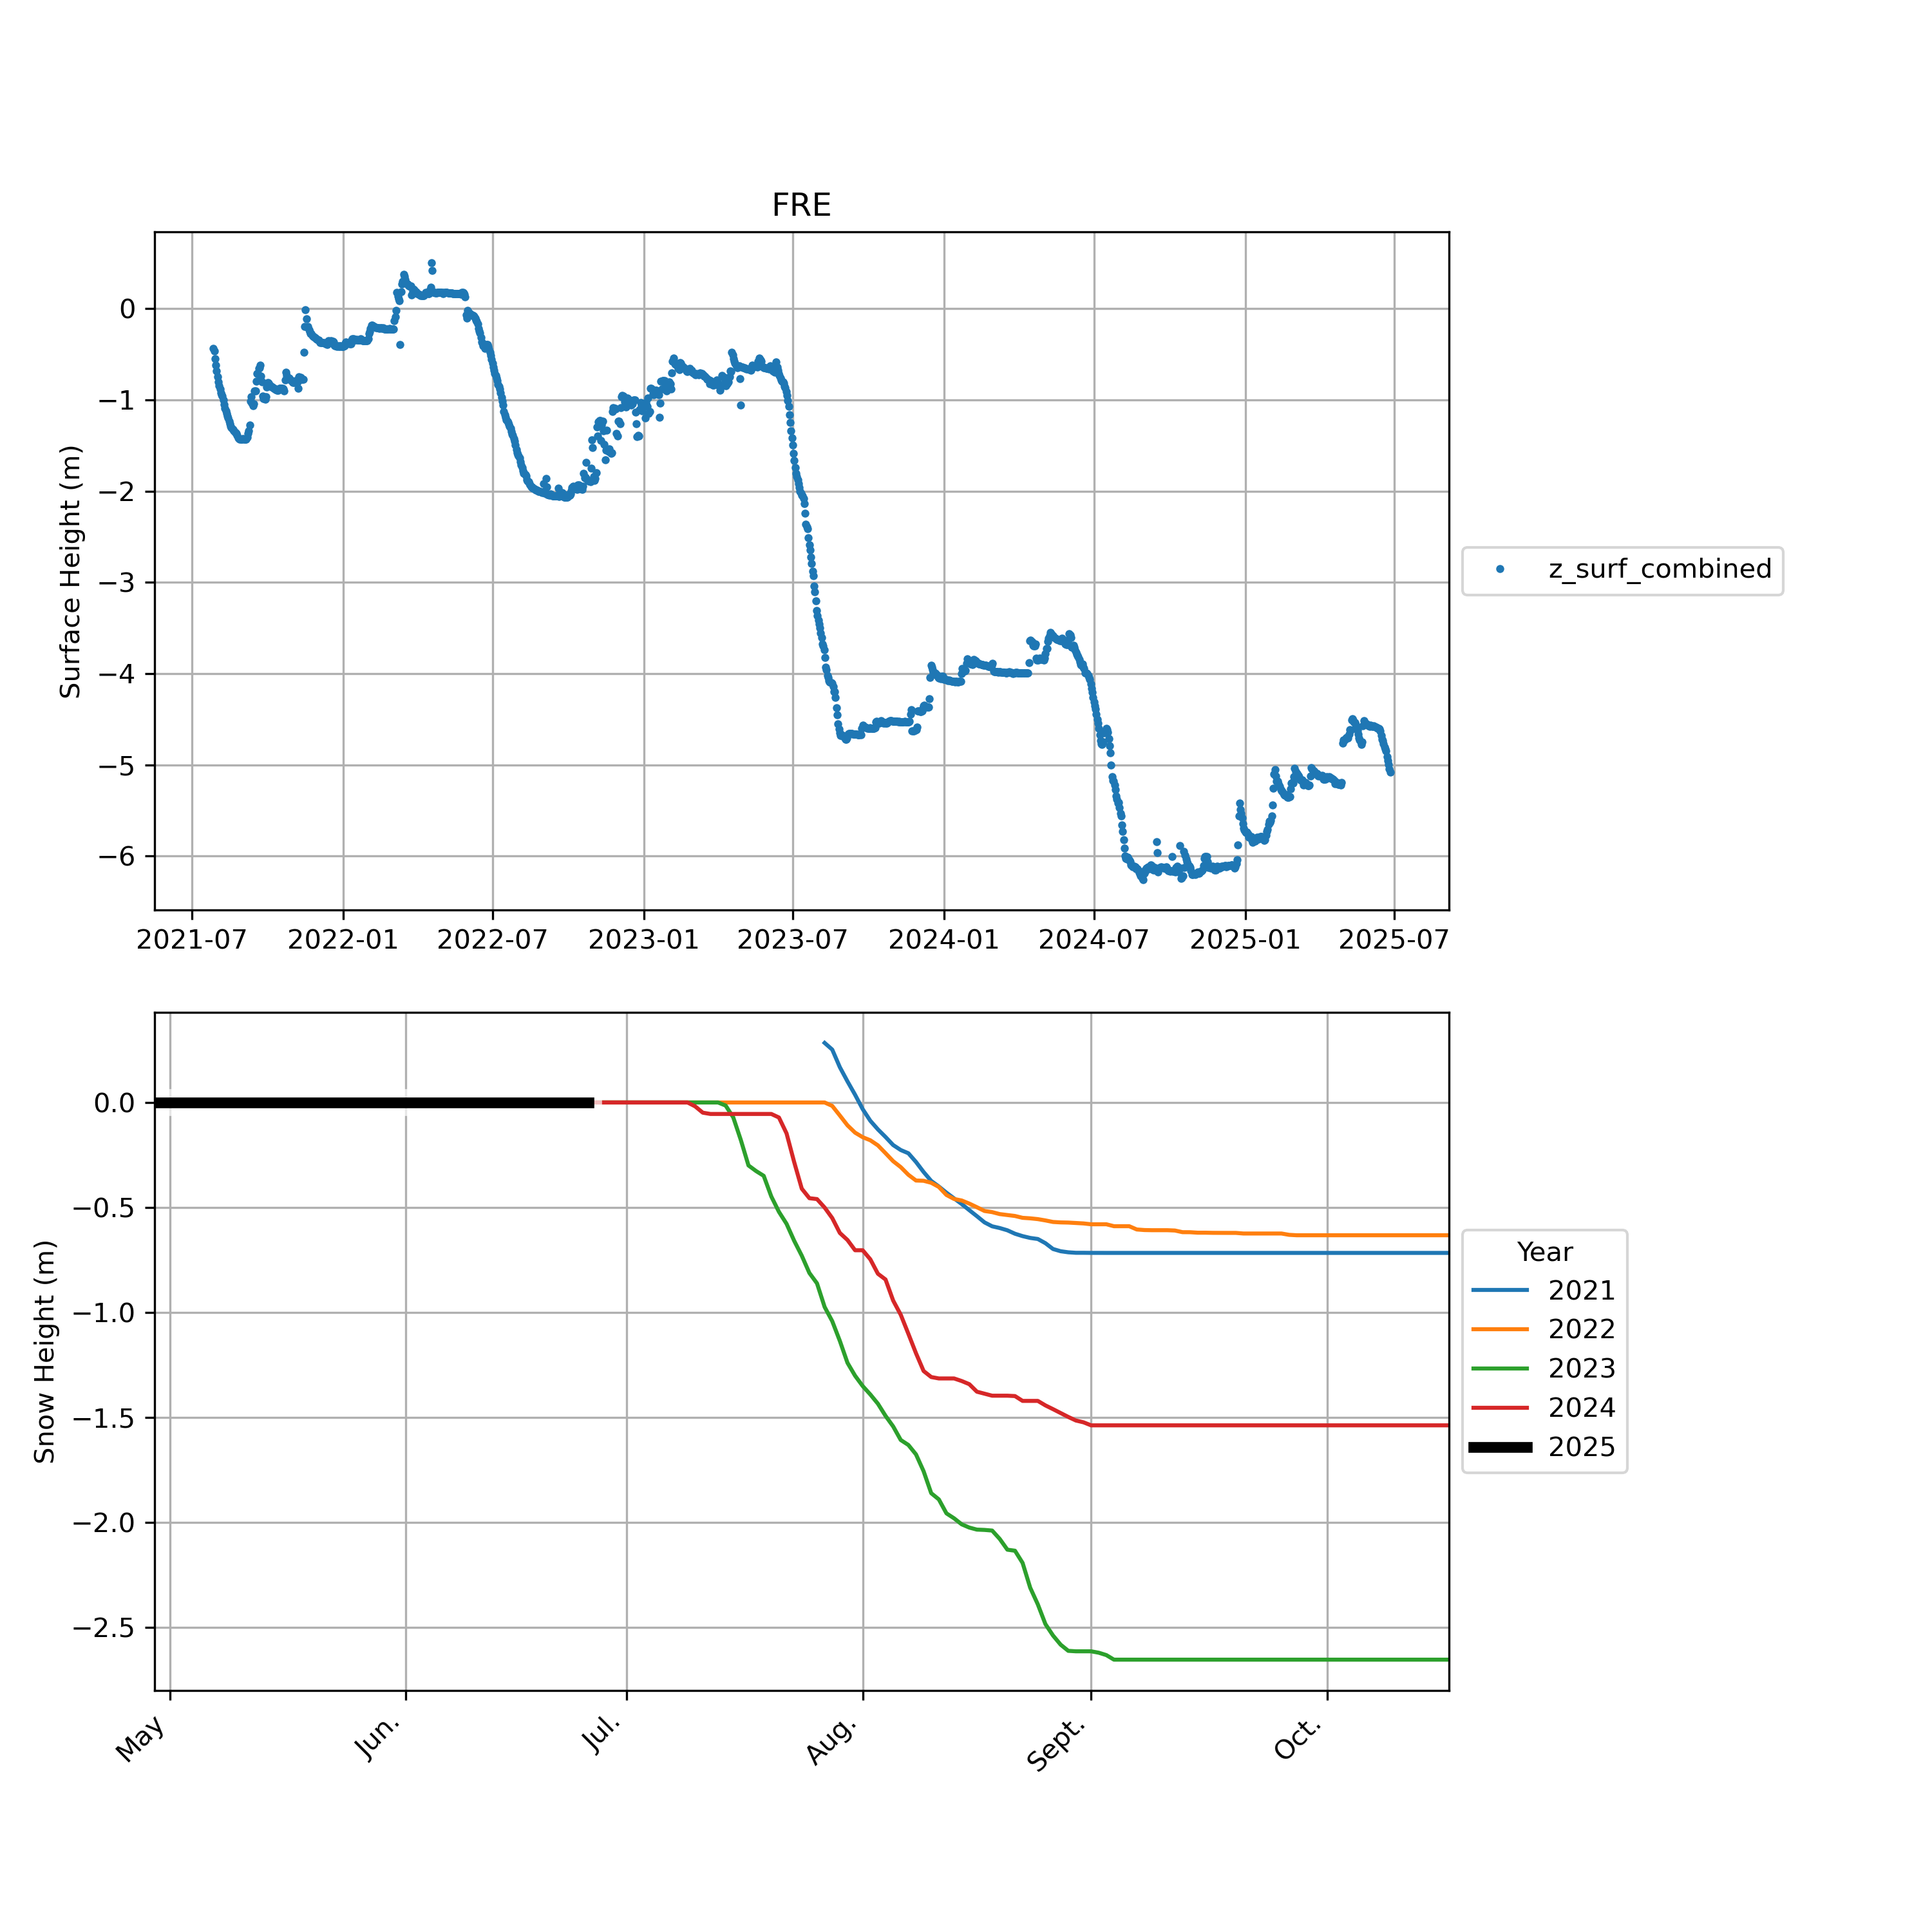 FRE
Surface Height (m)
0
−1
−2
−3
−4
−5
−6
2021-07 2022-01 2022-07 2023-01 2023-07 2024-01 2024-07 2025-01 2025-07
z_surf_combined
Snow Height (m)
0.0
−0.5
−1.0
−1.5
−2.0
−2.5
May Jun. Jul. Aug. Sept. Oct.
Year
2021
2022
2023
2024
2025